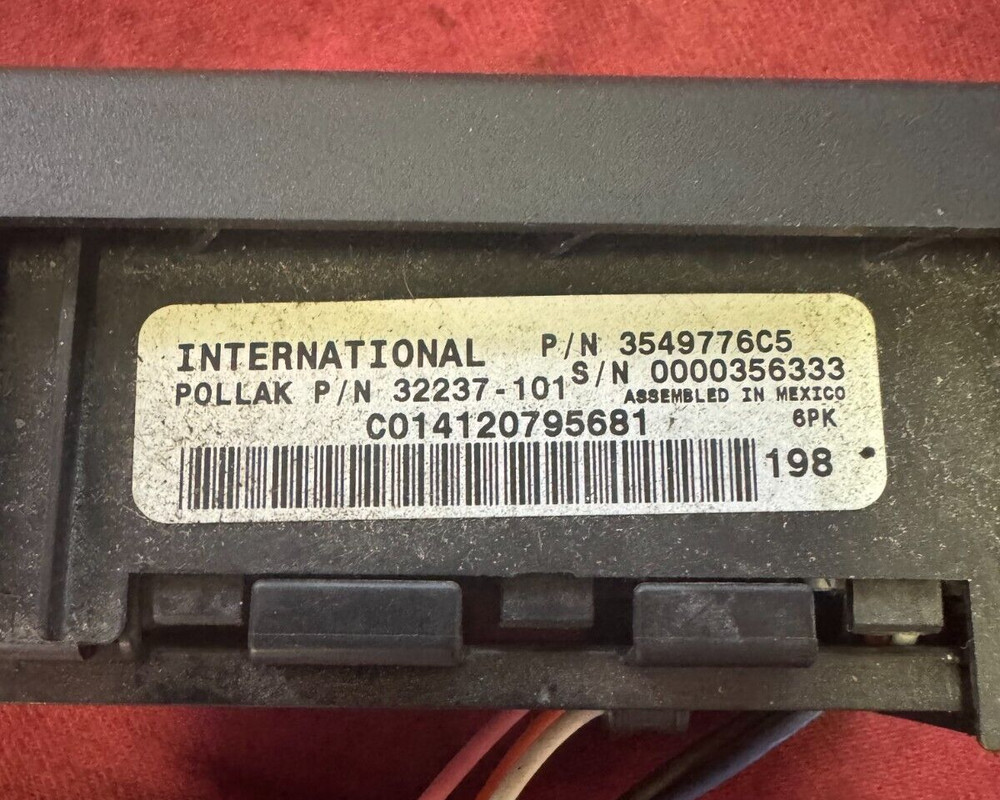 INTERNATIONAL P/N 3549776C5
POLLAK P/N 32237-101 S/N 0000356333
ASSEMBLED IN MEXICO
C014120795681 6PK
198